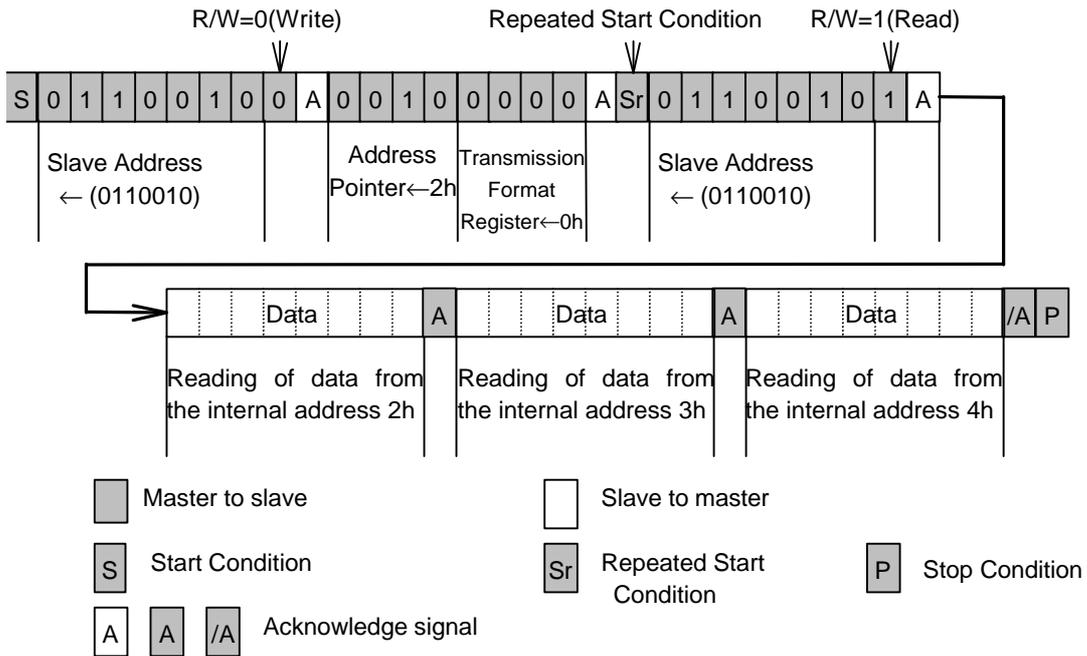 R/W=0(Write) Repeated Start Condition R/W=1(Read)
S 0 1 1 0 0 1 0 0 A 0 0 1 0 0 0 0 0 A Sr 0 1 1 0 0 1 0 1 A
Slave Address
← (0110010)
Address
Pointer←2h
Transmission
Format
Register←0h
Slave Address
← (0110010)
Data A Data A Data /A P
Reading of data from
the internal address 2h
Reading of data from
the internal address 3h
Reading of data from
the internal address 4h
Master to slave Slave to master
S Start Condition Sr Repeated Start
Condition
P Stop Condition
A A /A Acknowledge signal